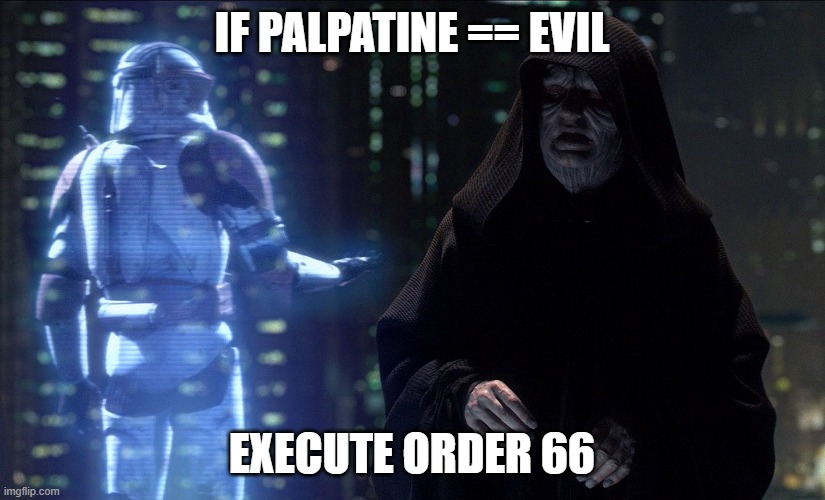 IF PALPATINE == EVIL
EXECUTE ORDER 66
imgflip.com